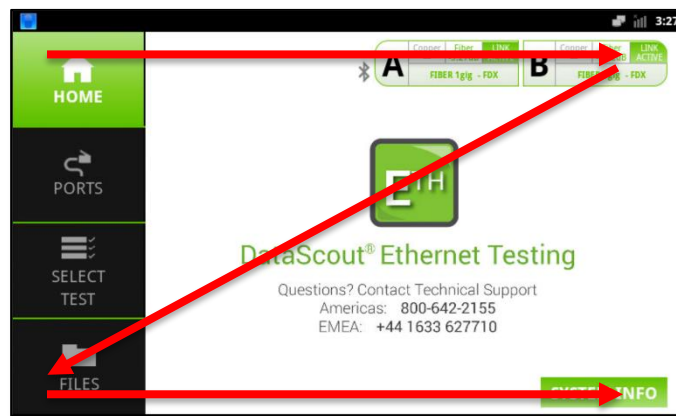 3:27
A Copper Fiber LINK
FIBER 1gig - FDX
B Copper LINK
ACTIVE
- FDX
HOME
PORTS
SELECT
TEST
FILES
ETH
DataScout® Ethernet Testing
Questions? Contact Technical Support
Americas: 800-642-2155
EMEA: +44 1633 627710
SYSTEM INFO